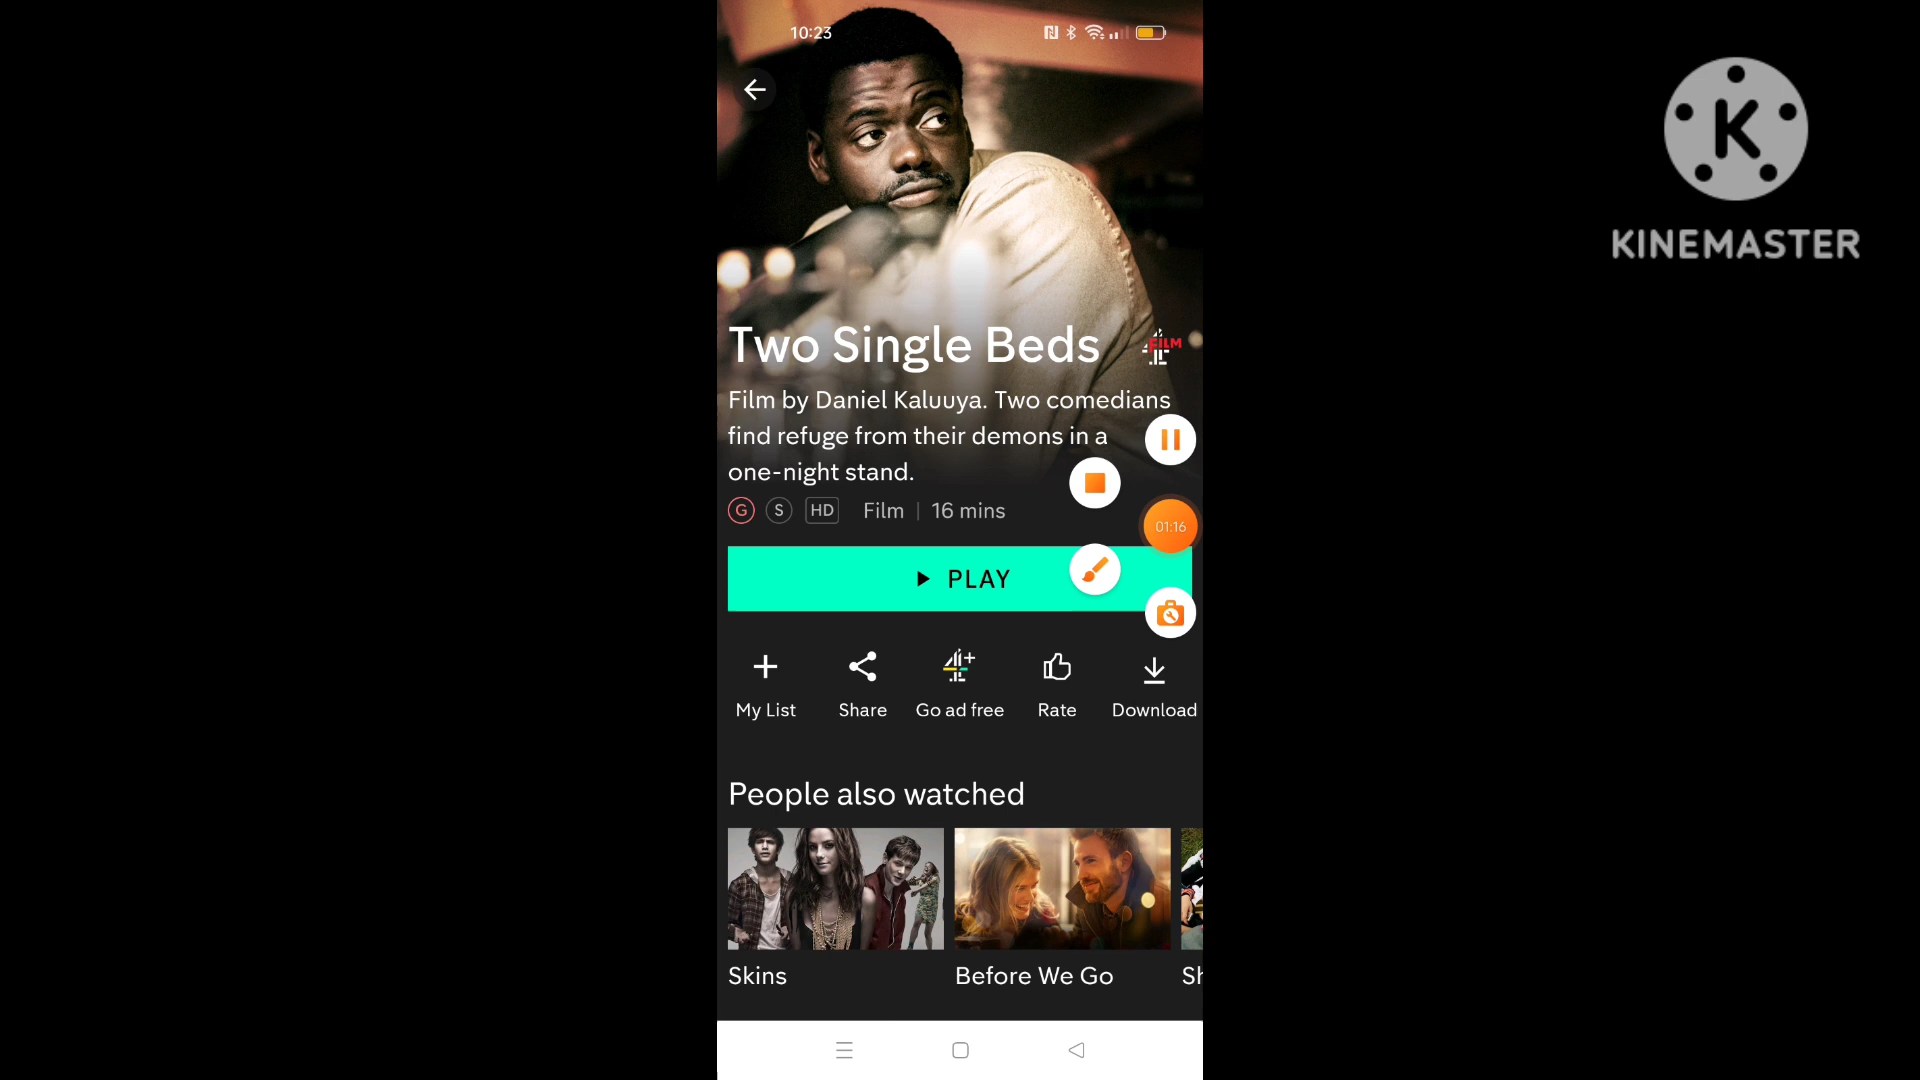 10:23
K
KINEMASTER
Two Single Beds
FILM
Film by Daniel Kaluuya. Two comedians
find refuge from their demons in a
one-night stand.
G S HD Film | 16 mins
01:16
PLAY
My List Share Go ad free Rate Download
People also watched
Skins Before We Go Sh